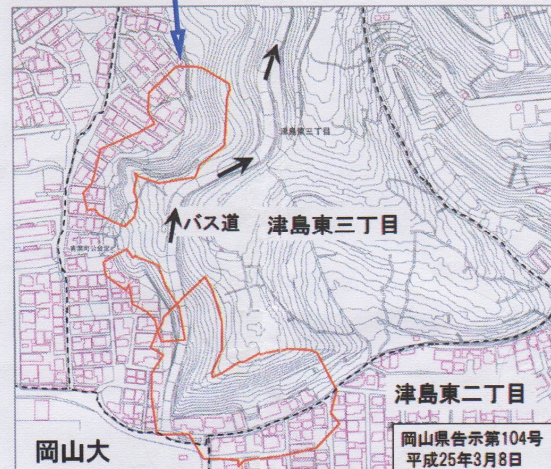 津島東三丁目
バス道
津島東三丁目
津島東二丁目
岡山大
岡山県告示第104号
平成25年3月8日